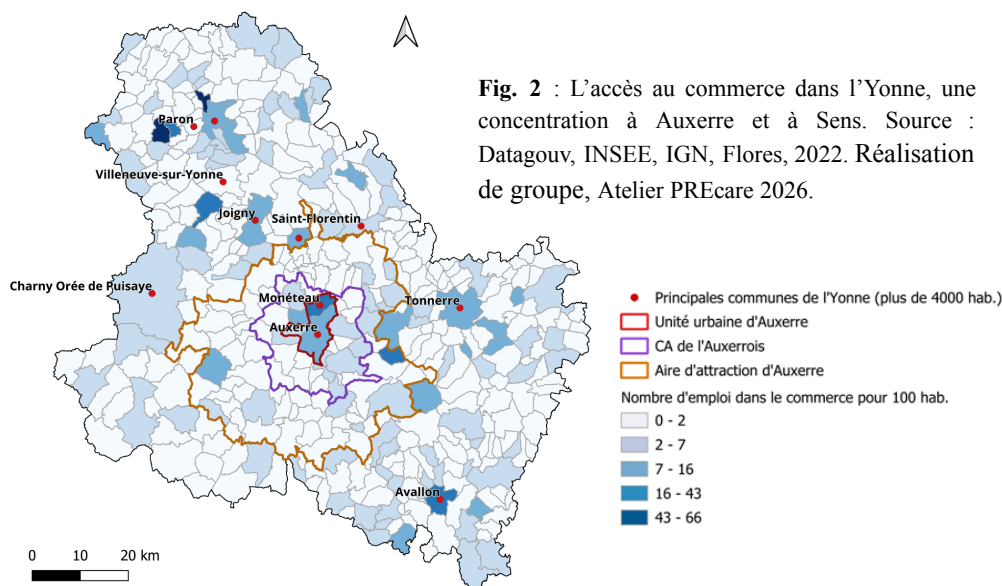 Fig. 2 : L'accès au commerce dans l'Yonne, une
concentration à Auxerre et à Sens. Source :
Datagouv, INSEE, IGN, Flores, 2022. Réalisation
de groupe, Atelier PREcare 2026.
Paron
Villeneuve-sur-Yonne
Joigny
Saint-Florentin
Charny Orée de Puisaye
Monéteau
Auxerre
Tonnerre
Avallon
Principales communes de l'Yonne (plus de 4000 hab.)
Unité urbaine d'Auxerre
CA de l'Auxerrois
Aire d'attraction d'Auxerre
Nombre d'emploi dans le commerce pour 100 hab.
0 - 2
2 - 7
7 - 16
16 - 43
43 - 66
0 10 20 km